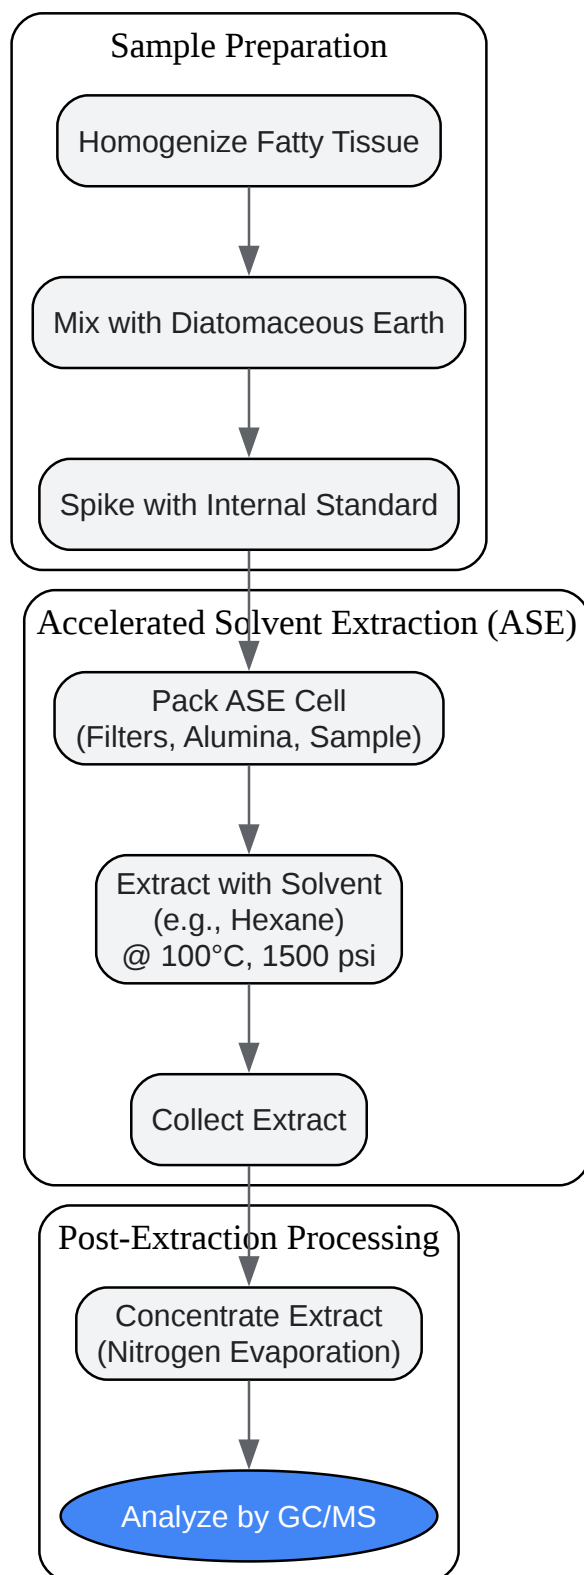 Sample Preparation
Homogenize Fatty Tissue
Mix with Diatomaceous Earth
Spike with Internal Standard
Accelerated Solvent Extraction (ASE)
Pack ASE Cell
(Filters, Alumina, Sample)
Extract with Solvent
(e.g., Hexane)
@ 100°C, 1500 psi
Collect Extract
Post-Extraction Processing
Concentrate Extract
(Nitrogen Evaporation)
Analyze by GC/MS